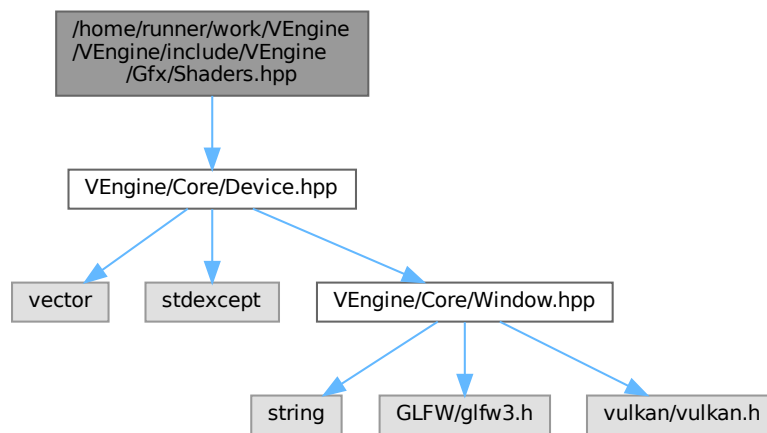 /home/runner/work/VEngine
/VEngine/include/VEngine
/Gfx/Shaders.hpp
VEngine/Core/Device.hpp
vector
stdexcept
VEngine/Core/Window.hpp
string
GLFW/glfw3.h
vulkan/vulkan.h